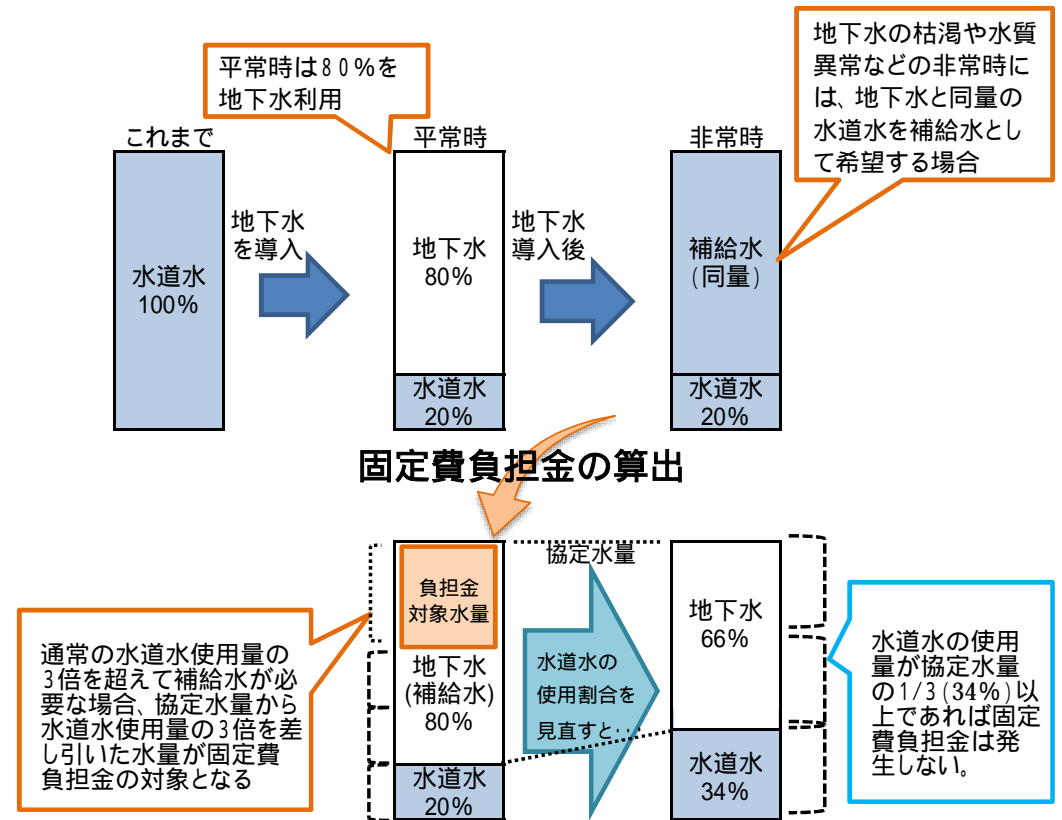 平常時は80%を
地下水利用
地下水の枯渇や水質
異常などの非常時に
は、地下水と同量の
水道水を補給水とし
て希望する場合
これまで
平常時
非常時
水道水
100%
地下水
を導入
地下水
80%
水道水
20%
地下水
導入後
補給水
(同量)
水道水
20%
固定費負担金の算出
協定水量
負担金
対象水量
地下水
(補給水)
80%
水道水
20%
通常の水道水使用量の
3倍を超えて補給水が必
要な場合、協定水量から
水道水使用量の3倍を差
し引いた水量が固定費
負担金の対象となる
水道水の
使用割合を
見直すと‥
地下水
66%
水道水
34%
水道水の使用
量が協定水量
の1/3(34%)以
上であれば固定
費負担金は発
生しない。